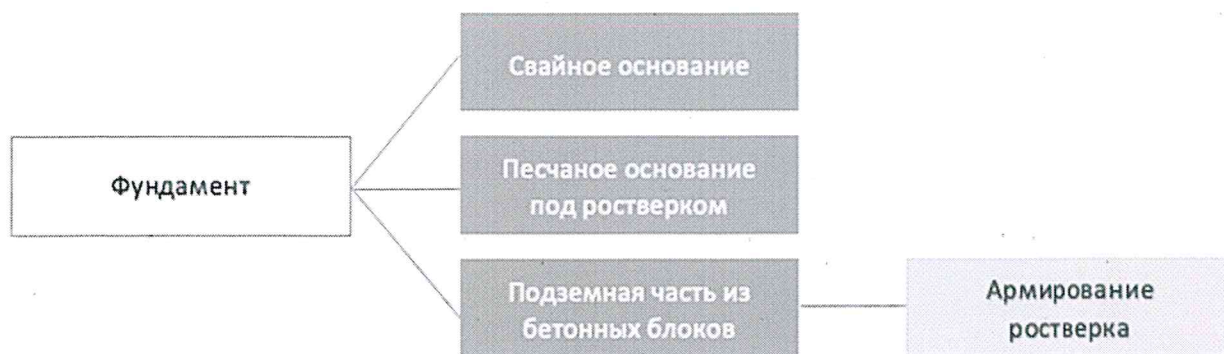 Свайное основание
Фундамент
Песчаное основание
под ростверком
Подземная часть из
бетонных блоков
Армирование
ростверка